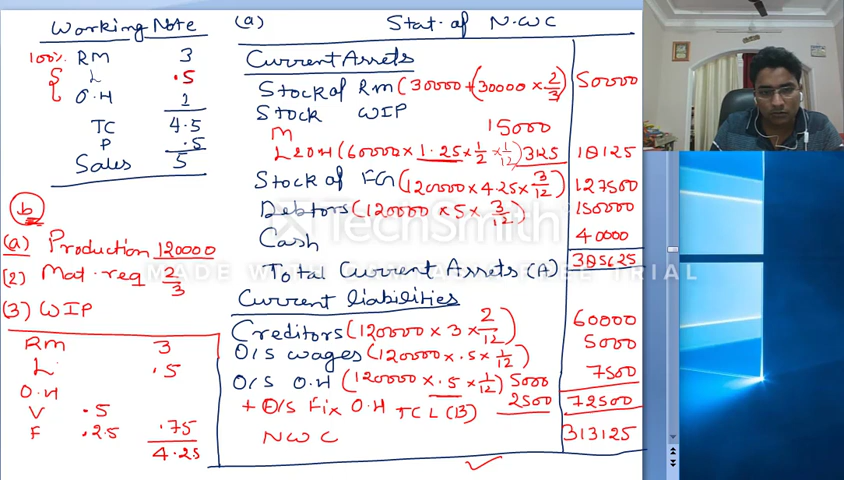 Working Note
100% RM 3
L .5
O.H 1
TC 4.5
P .5
Sales 5
(b)
(a) Production 120000
(2) Mat. req 2/3
(3) WIP
RM 3
L .5
O.H
V .5
F .25 .75
4.25
(a) Stat. of N.W.C
Current Assets
Stock of RM (30000 + (30000 × 2/3) 50000
Stock WIP
M 15000
L & OH (60000 × 1.25 × 1/2 × 1/12) 3125 18125
Stock of FG (120000 × 4.25 × 3/12) 127500
Debtors (120000 × 5 × 3/12) 150000
Cash 40000
Total Current Assets (A) 385625
Current liabilities
Creditors (120000 × 3 × 2/12) 60000
O/S wages (120000 × .5 × 1/12) 5000
O/S O.H (120000 × .5 × 1/12) 5000 7500
+ O/S Fix O.H 2500
TCL (B) 72500
NWC 313125
TechSmith
MADE WITH FREE TRIAL